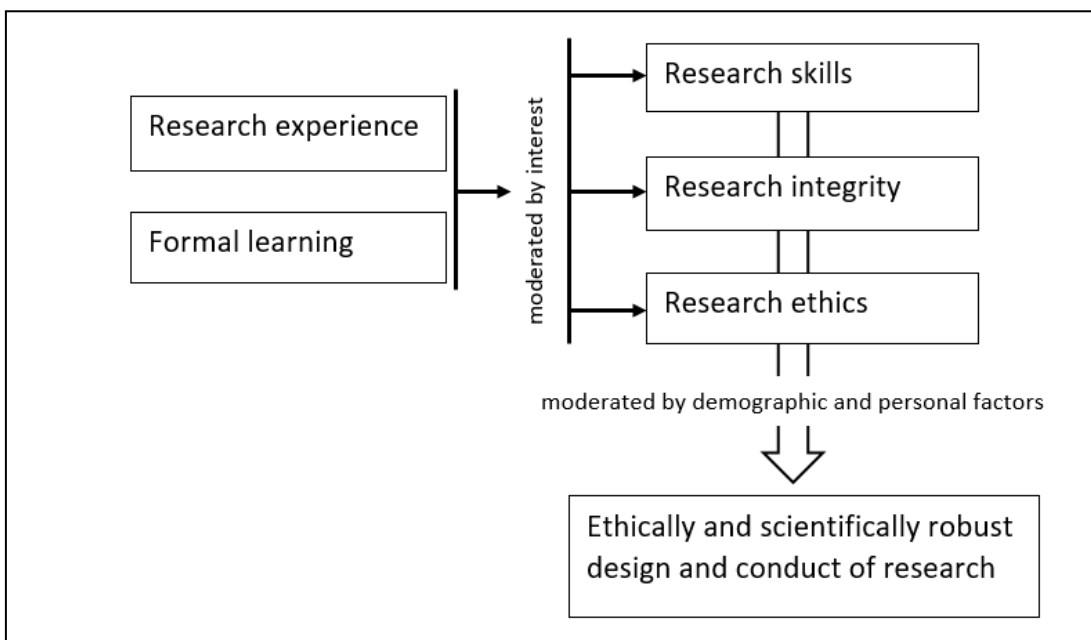 Research experience
Formal learning
moderated by interest
Research skills
Research integrity
Research ethics
moderated by demographic and personal factors
Ethically and scientifically robust
design and conduct of research